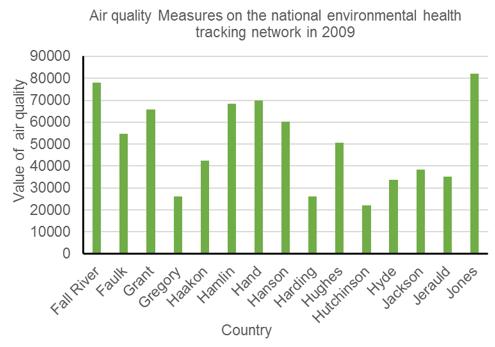 Air quality Measures on the national environmental health
tracking network in 2009
Value of air quality
90000
80000
70000
60000
50000
40000
30000
20000
10000
0
Fall River
Faulk
Grant
Gregory
Haakon
Hamlin
Hand
Hanson
Harding
Hughes
Hutchinson
Hyde
Jackson
Jerauld
Jones
Country